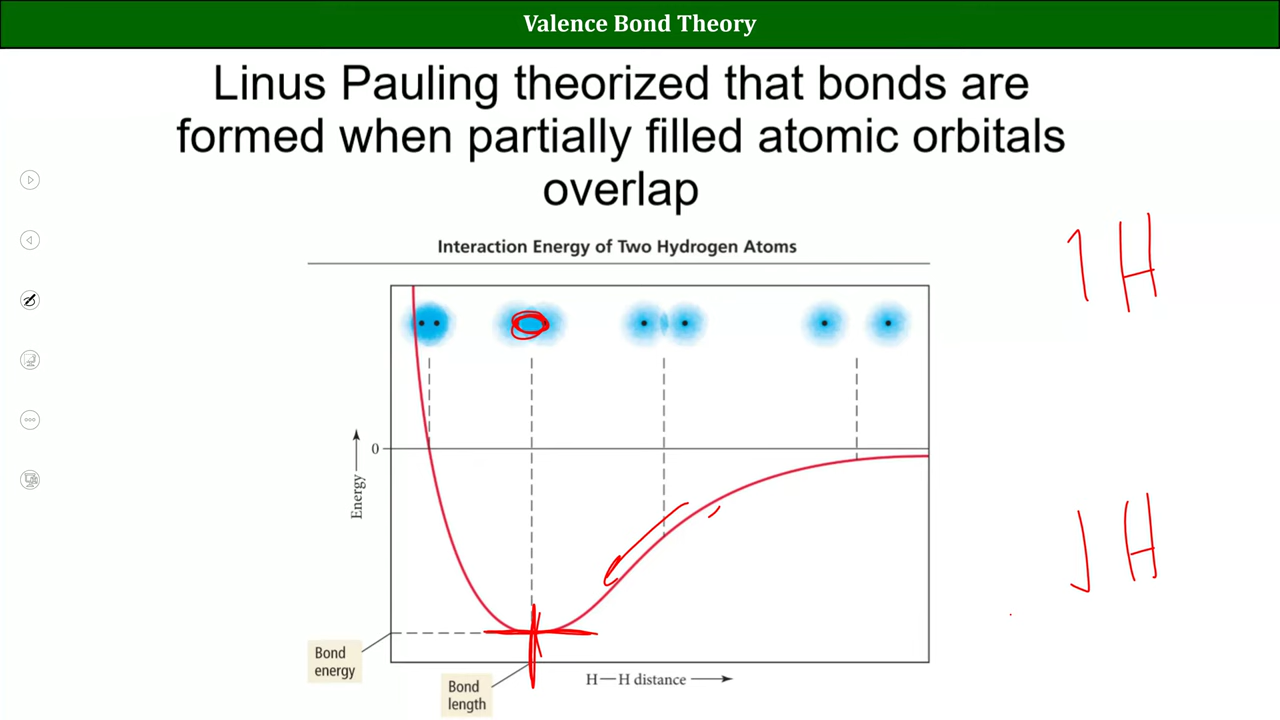 Valence Bond Theory
Linus Pauling theorized that bonds are
formed when partially filled atomic orbitals
overlap
Interaction Energy of Two Hydrogen Atoms
1 H
0
Energy
J H
Bond
energy
Bond
length
H—H distance